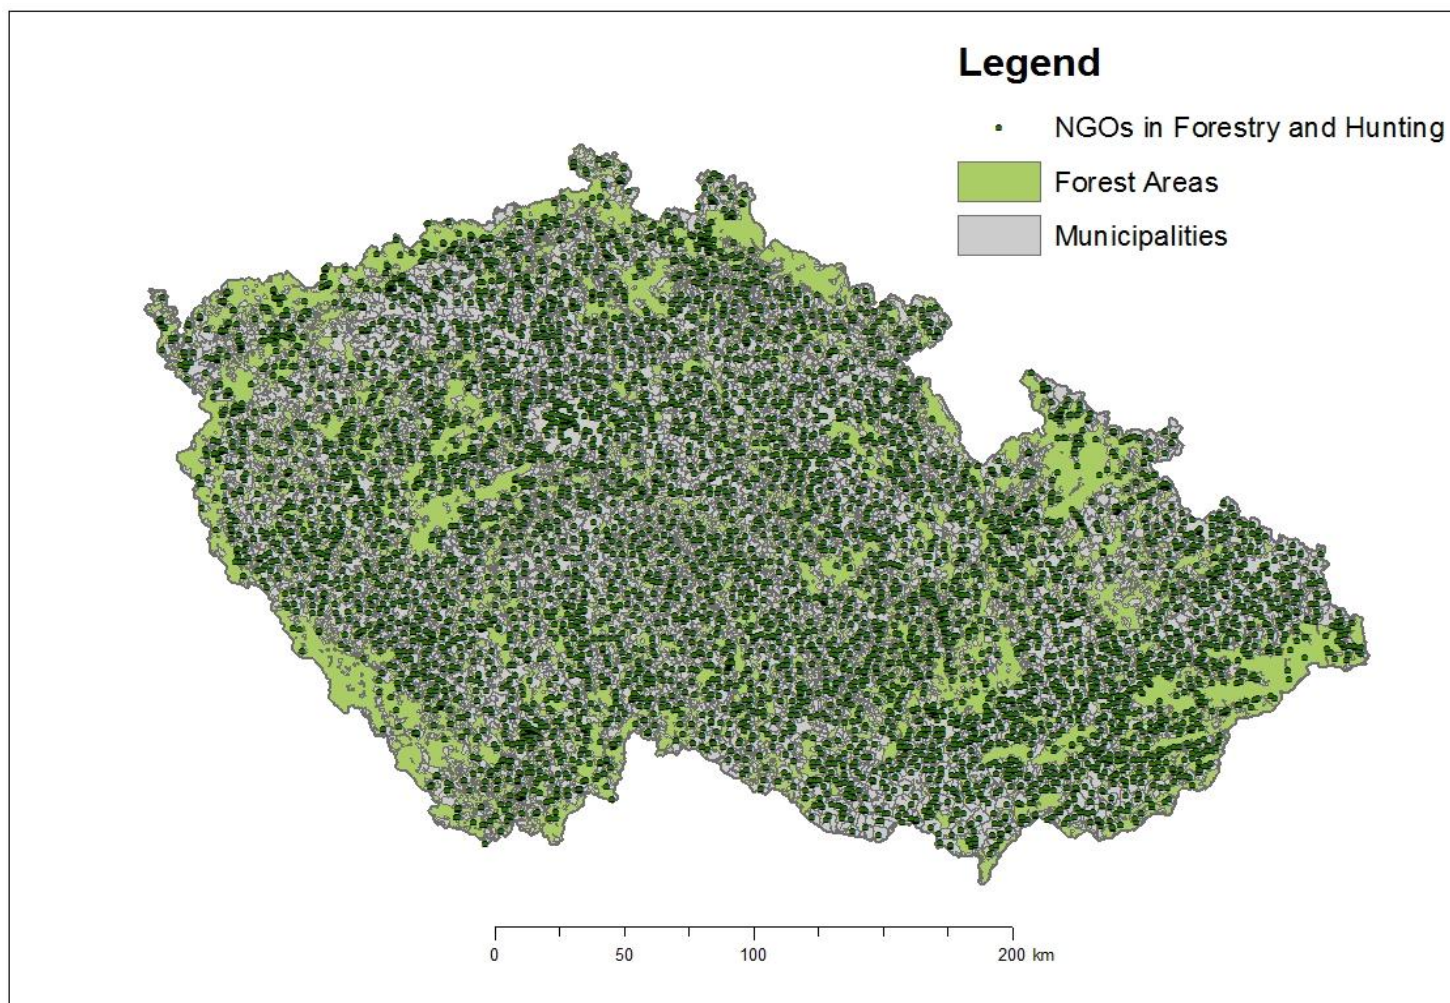 Legend
NGOs in Forestry and Hunting
Forest Areas
Municipalities
0 50 100 200 km